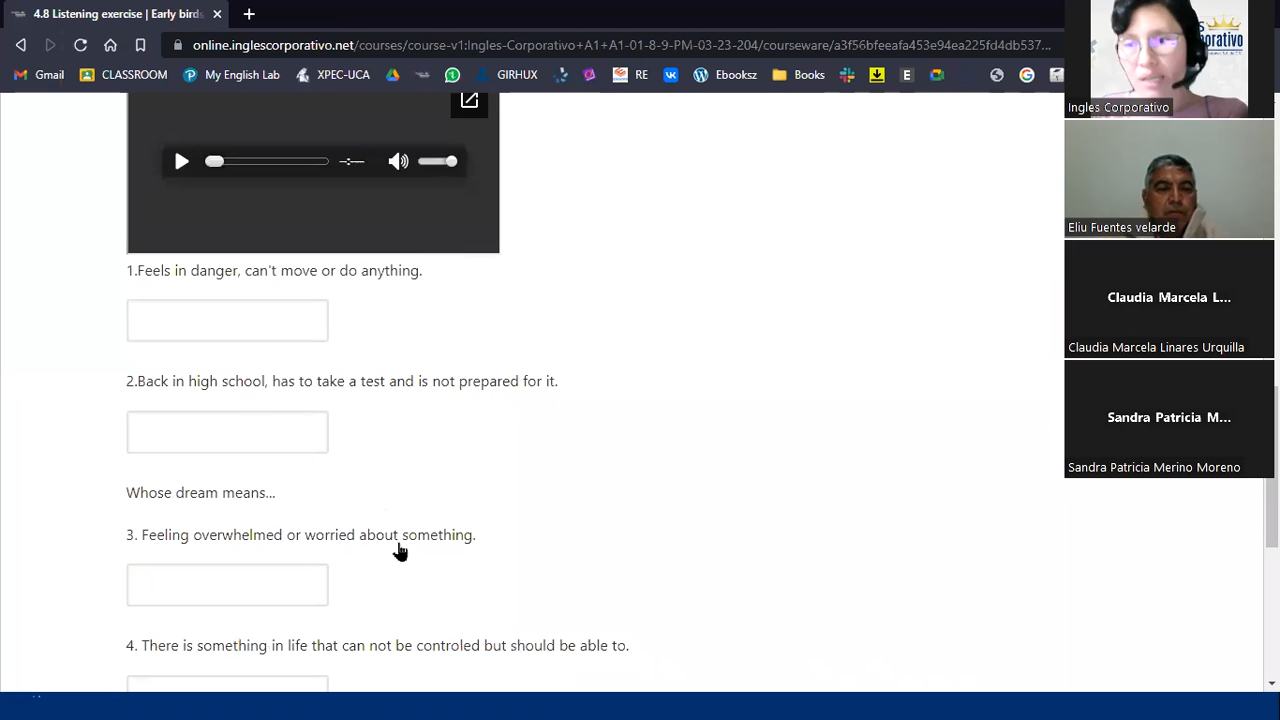 4.8 Listening exercise | Early birds
online.inglescorporativo.net/courses/course-v1:Ingles-Corporativo+A1+A1-01-8-9-PM-03-23-204/courseware/a3f56bfeeafa453e94ea225fd4db537...
Gmail CLASSROOM My English Lab XPEC-UCA GIRHUX RE Ebooksz Books E
orporativo
Ingles Corporativo
Eliu Fuentes velarde
1.Feels in danger, can't move or do anything.
Claudia Marcela L...
Claudia Marcela Linares Urquilla
2.Back in high school, has to take a test and is not prepared for it.
Sandra Patricia M...
Sandra Patricia Merino Moreno
Whose dream means...
3. Feeling overwhelmed or worried about something.
4. There is something in life that can not be controled but should be able to.